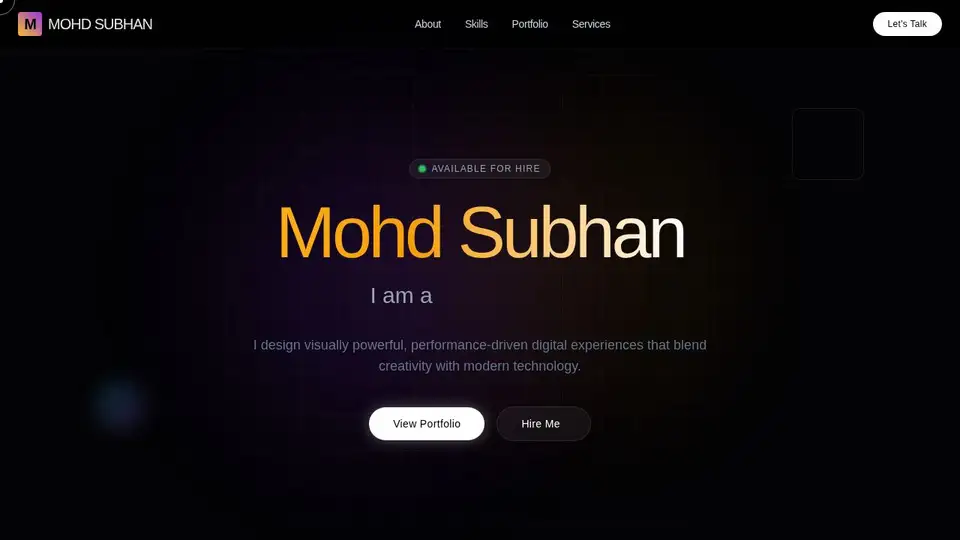 M MOHD SUBHAN
About Skills Portfolio Services
Let's Talk
AVAILABLE FOR HIRE
Mohd Subhan
I am a
I design visually powerful, performance-driven digital experiences that blend
creativity with modern technology.
View Portfolio
Hire Me